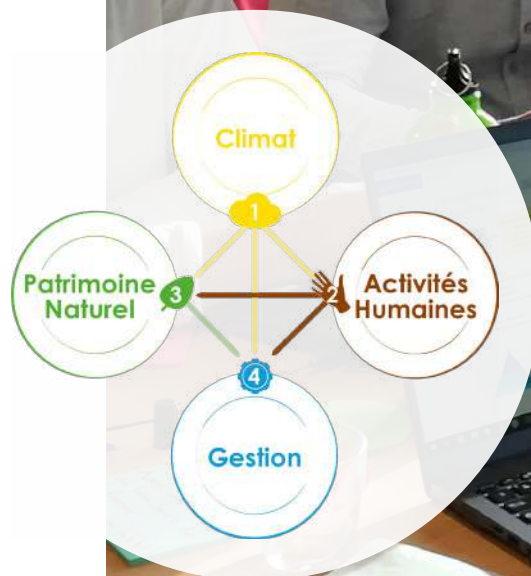 Climat
1
Patrimoine
Naturel
3
2
Activités
Humaines
4
Gestion